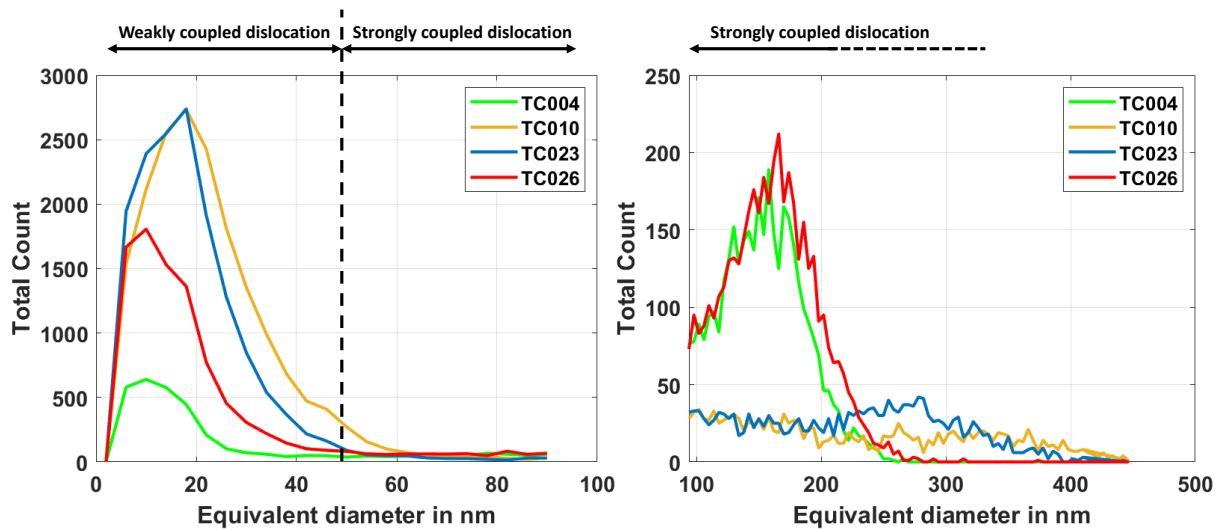 Weakly coupled dislocation
Strongly coupled dislocation
3000
2500
2000
1500
1000
500
0
0
20
40
60
80
100
TC004
TC010
TC023
TC026
Total Count
Equivalent diameter in nm
Strongly coupled dislocation
250
200
150
100
50
0
100
200
300
400
500
TC004
TC010
TC023
TC026
Total Count
Equivalent diameter in nm